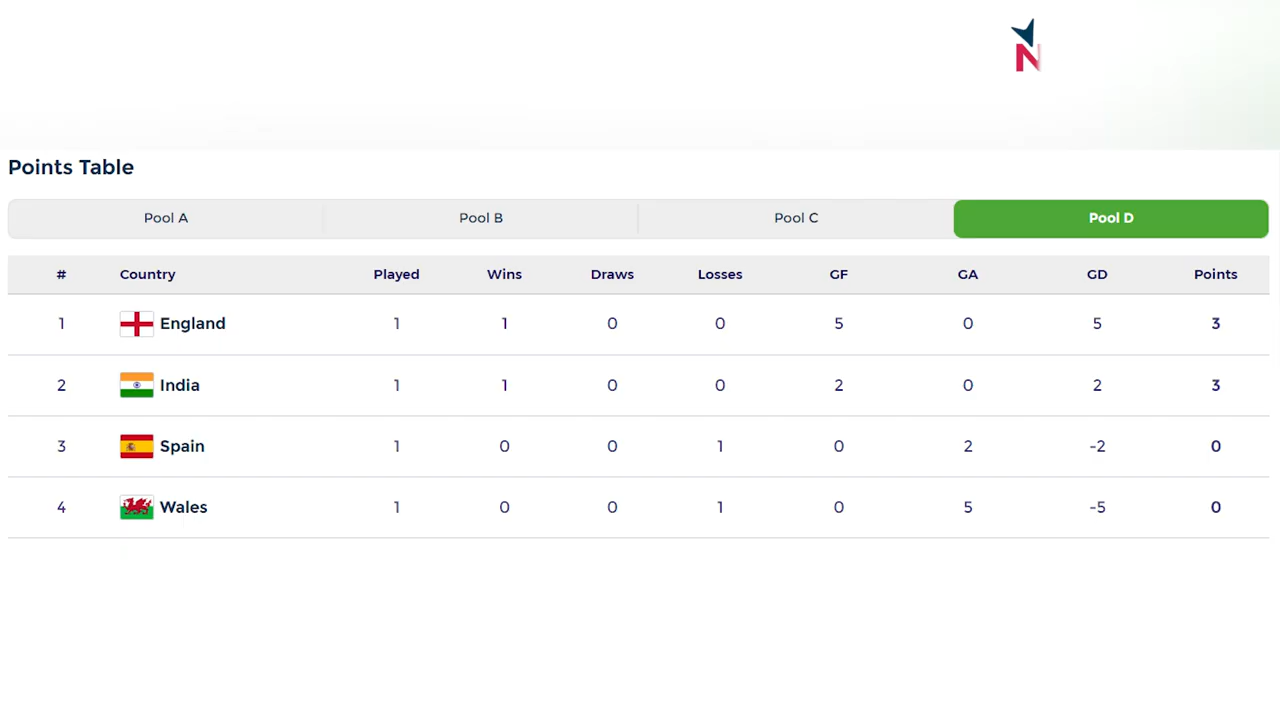 N
Points Table
Pool A Pool B Pool C Pool D
# Country Played Wins Draws Losses GF GA GD Points
1 England 1 1 0 0 5 0 5 3
2 India 1 1 0 0 2 0 2 3
3 Spain 1 0 0 1 0 2 -2 0
4 Wales 1 0 0 1 0 5 -5 0